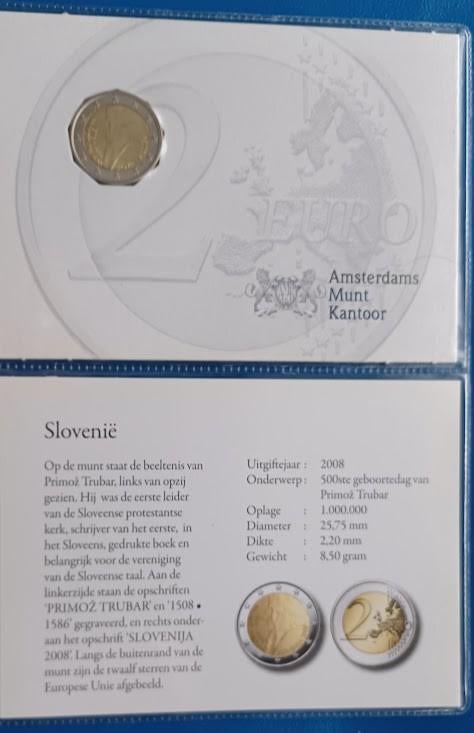 2 EURO
Amsterdams
Munt
Kantoor
Slovenië
Op de munt staat de beeltenis van
Primož Trubar, links van opzij
gezien. Hij was de eerste leider
van de Sloveense protestantse
kerk, schrijver van het eerste, in
het Sloveens, gedrukte boek en
belangrijk voor de vereniging
van de Sloveense taal. Aan de
linkerzijde staan de opschriften
'PRIMOŽ TRUBAR' en '1508 •
1586' gegraveerd, en rechts onder-
aan het opschrift 'SLOVENIJA
2008'. Langs de buitenrand van de
munt zijn de twaalf sterren van de
Europese Unie afgebeeld.
Uitgiftejaar : 2008
Onderwerp : 500ste geboortedag van
Primož Trubar
Oplage : 1.000.000
Diameter : 25,75 mm
Dikte : 2,20 mm
Gewicht : 8,50 gram
2